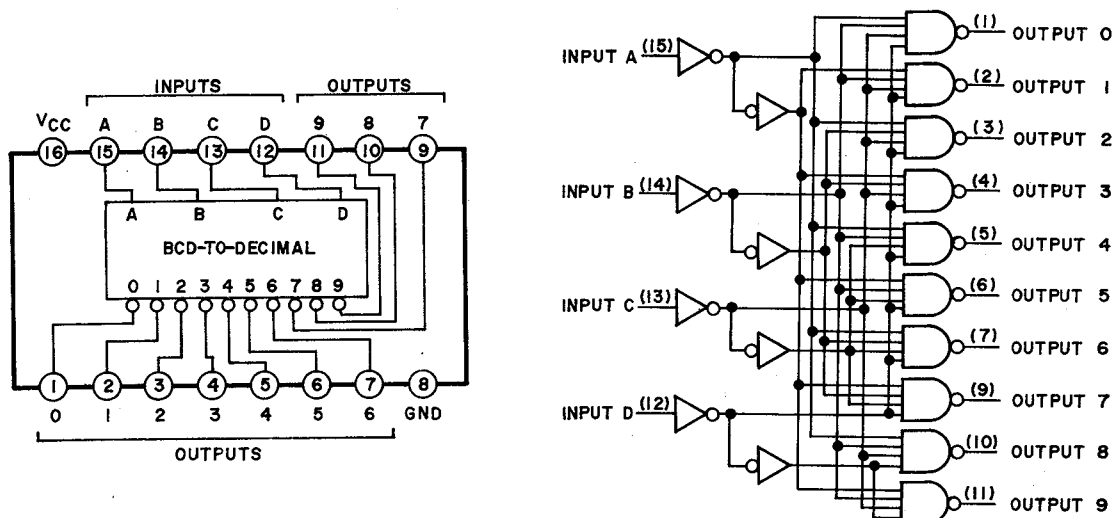 INPUTS OUTPUTS
VCC A B C D 9 8 7
16 15 14 13 12 11 10 9
A B C D
BCD-TO-DECIMAL
0 1 2 3 4 5 6 7 8 9
1 2 3 4 5 6 7 8
0 1 2 3 4 5 6 GND
OUTPUTS
INPUT A (15)
INPUT B (14)
INPUT C (13)
INPUT D (12)
(1) OUTPUT 0
(2) OUTPUT 1
(3) OUTPUT 2
(4) OUTPUT 3
(5) OUTPUT 4
(6) OUTPUT 5
(7) OUTPUT 6
(9) OUTPUT 7
(10) OUTPUT 8
(11) OUTPUT 9